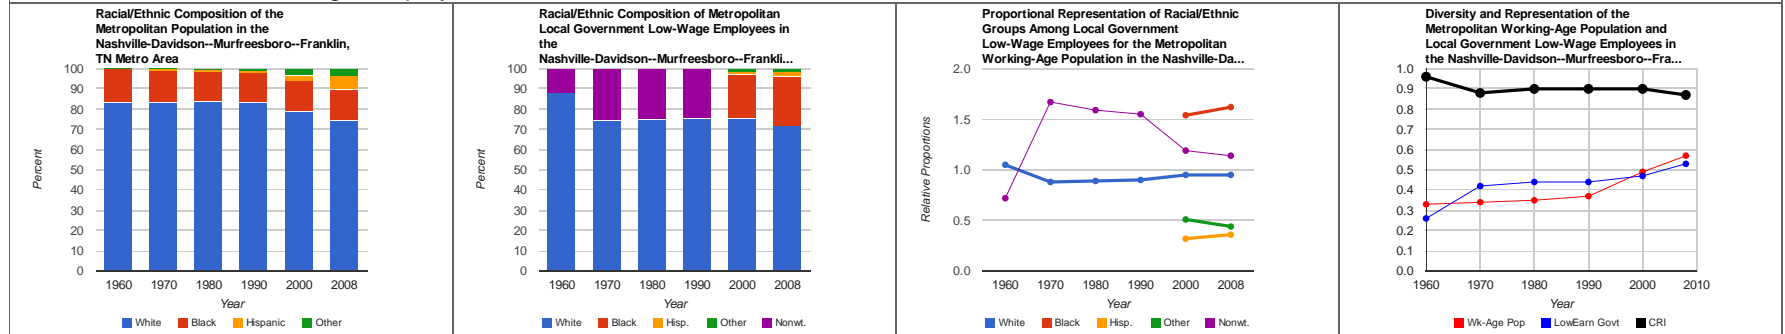 Racial/Ethnic Composition of the
Metropolitan Population in the
Nashville-Davidson--Murfreesboro--Franklin,
TN Metro Area
100
90
80
70
60
50
40
30
20
10
0
Percent
1960 1970 1980 1990 2000 2008
Year
White Black Hispanic Other
Racial/Ethnic Composition of Metropolitan
Local Government Low-Wage Employees in
the
Nashville-Davidson--Murfreesboro--Frankli...
100
90
80
70
60
50
40
30
20
10
0
Percent
1960 1970 1980 1990 2000 2008
Year
White Black Hisp. Other Nonwt.
Proportional Representation of Racial/Ethnic
Groups Among Local Government
Low-Wage Employees for the Metropolitan
Working-Age Population in the Nashville-Da...
2.0
1.5
1.0
0.5
0.0
Relative Proportions
1960 1970 1980 1990 2000 2008
Year
White Black Hisp. Other Nonwt.
Diversity and Representation of the
Metropolitan Working-Age Population and
Local Government Low-Wage Employees in
the Nashville-Davidson--Murfreesboro--Fra...
1.0
0.9
0.8
0.7
0.6
0.5
0.4
0.3
0.2
0.1
0.0
1960 1970 1980 1990 2000 2010
Year
Wk-Age Pop LowEarn Govt CRI